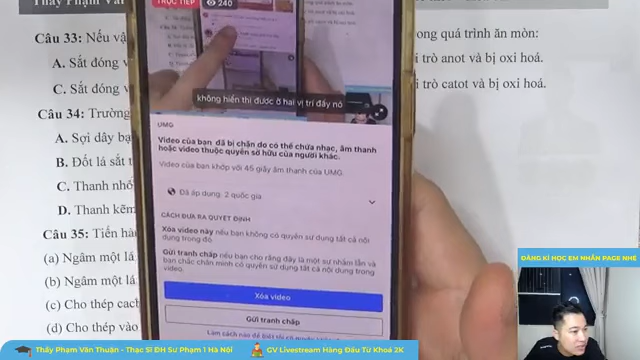 Thầy Phạm Văn
TRỰC TIẾP 240
Câu 33: Nếu vậ
ong quá trình ăn mòn:
A. Sắt đóng v
i trò anot và bị oxi hoá.
C. Sắt đóng v
i trò catot và bị oxi hoá.
không hiển thị được ở hai vị trí đấy nó
Câu 34: Trường
A. Sợi dây bạ
B. Đốt lá sắt t
C. Thanh nhô
D. Thanh kẽm
Câu 35: Tiến hàn
(a) Ngâm một lá
(b) Ngâm một lá
(c) Cho thép
(d) Cho thép vào
UMG
Video của bạn đã bị chặn do có thể chứa nhạc, âm thanh
hoặc video thuộc quyền sở hữu của người khác.
Video của bạn khớp với 45 giây âm thanh của UMG.
Đã áp dụng: 2 quốc gia
CÁCH ĐƯA RA QUYẾT ĐỊNH
Xóa video này nếu bạn không có quyền sử dụng tất cả nội
dung trong đó
Gửi tranh chấp nếu bạn cho rằng đây là một sự nhầm lẫn và
bạn chắc chắn mình có quyền sử dụng tất cả nội dung trong
video.
Xóa video
Gửi tranh chấp
ĐĂNG KÍ HỌC EM NHẮN PAGE NHÉ
Thầy Phạm Văn Thuận - Thạc Sĩ ĐH Sư Phạm 1 Hà Nội
GV Livestream Hàng Đầu Từ Khoá 2K